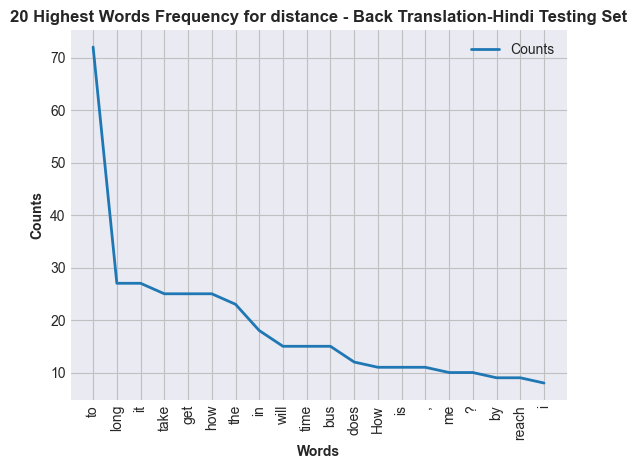 20 Highest Words Frequency for distance - Back Translation-Hindi Testing Set
Counts
70
60
50
40
30
20
10
Counts
to
long
it
take
get
how
the
in
will
time
bus
does
How
is
,
me
?
by
reach
i
Words